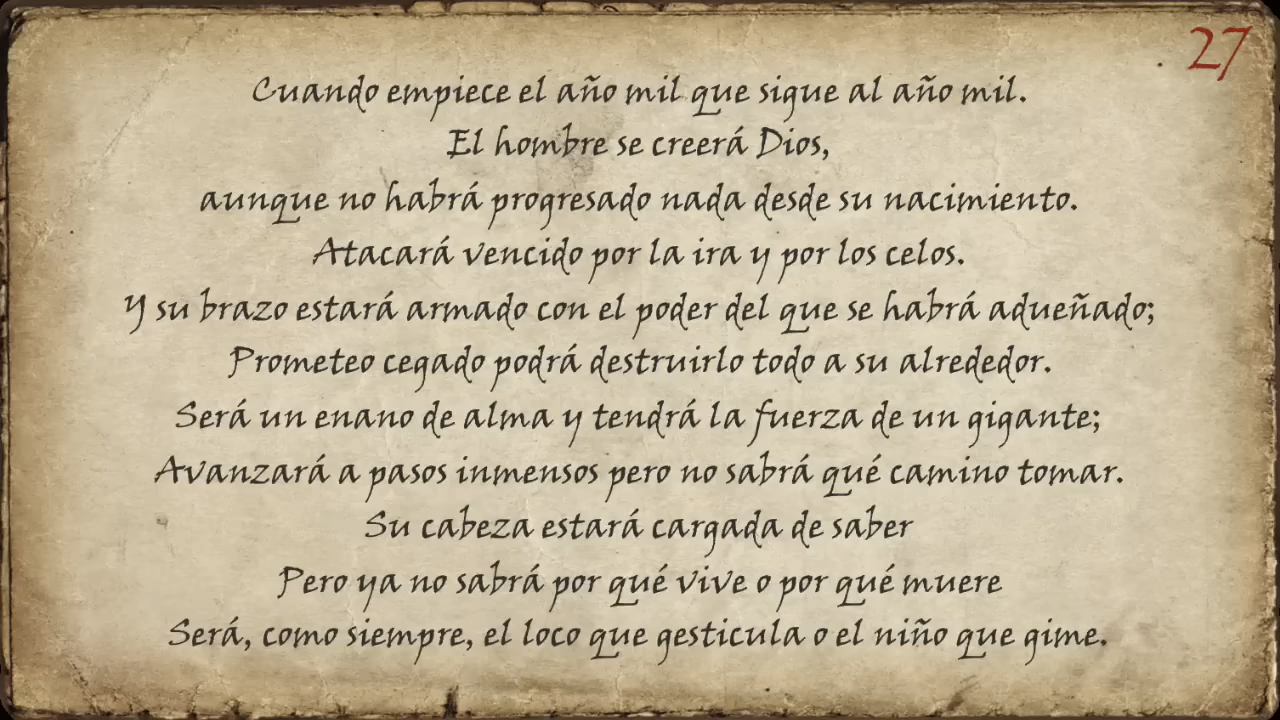 27
Cuando empiece el año mil que sigue al año mil.
El hombre se creerá Dios,
aunque no habrá progresado nada desde su nacimiento.
Atacará vencido por la ira y por los celos.
Y su brazo estará armado con el poder del que se habrá adueñado;
Prometeo cegado podrá destruirlo todo a su alrededor.
Será un enano de alma y tendrá la fuerza de un gigante;
Avanzará a pasos inmensos pero no sabrá qué camino tomar.
Su cabeza estará cargada de saber
Pero ya no sabrá por qué vive o por qué muere
Será, como siempre, el loco que gesticula o el niño que gime.